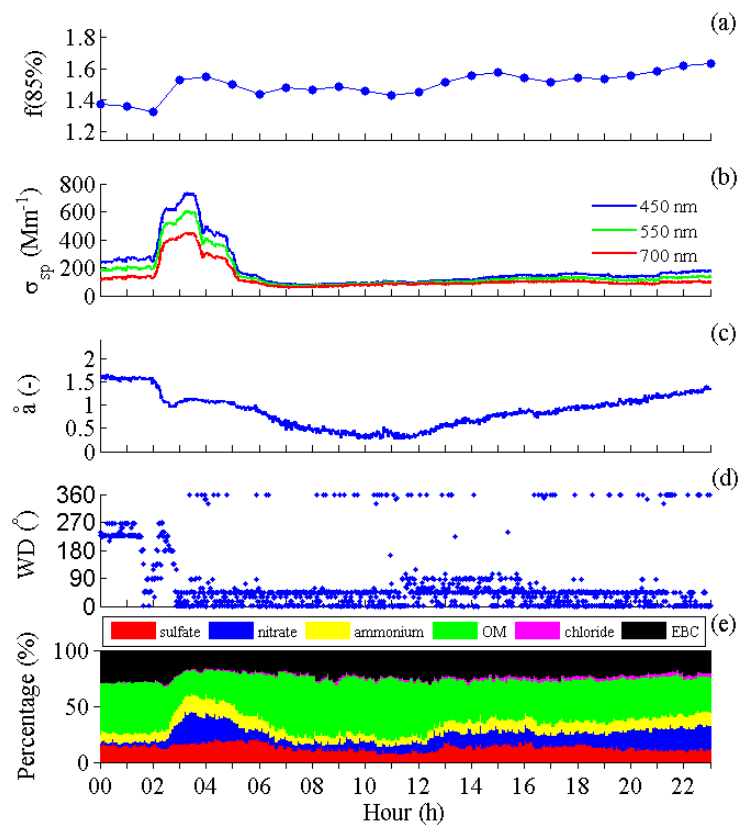 (a)
1.8
1.6
1.4
1.2
f(85%)
(b)
800
600
400
200
0
σsp (Mm⁻¹)
450 nm
550 nm
700 nm
(c)
2
1.5
1
0.5
0
å (-)
(d)
360
270
180
90
0
WD (Å)
(e)
sulfate nitrate ammonium OM chloride EBC
100
50
0
Percentage (%)
00 02 04 06 08 10 12 14 16 18 20 22
Hour (h)